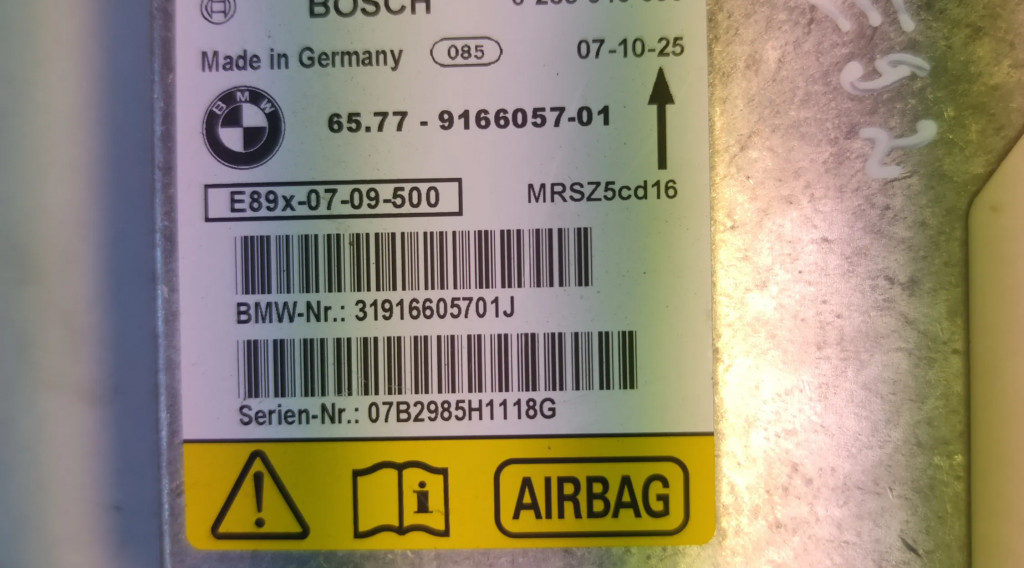 BOSCH
Made in Germany 085 07-10-25
BMW
65.77 - 9166057-01
E89x-07-09-500 MRSZ5cd16
BMW-Nr.: 31916605701J
Serien-Nr.: 07B2985H1118G
AIRBAG